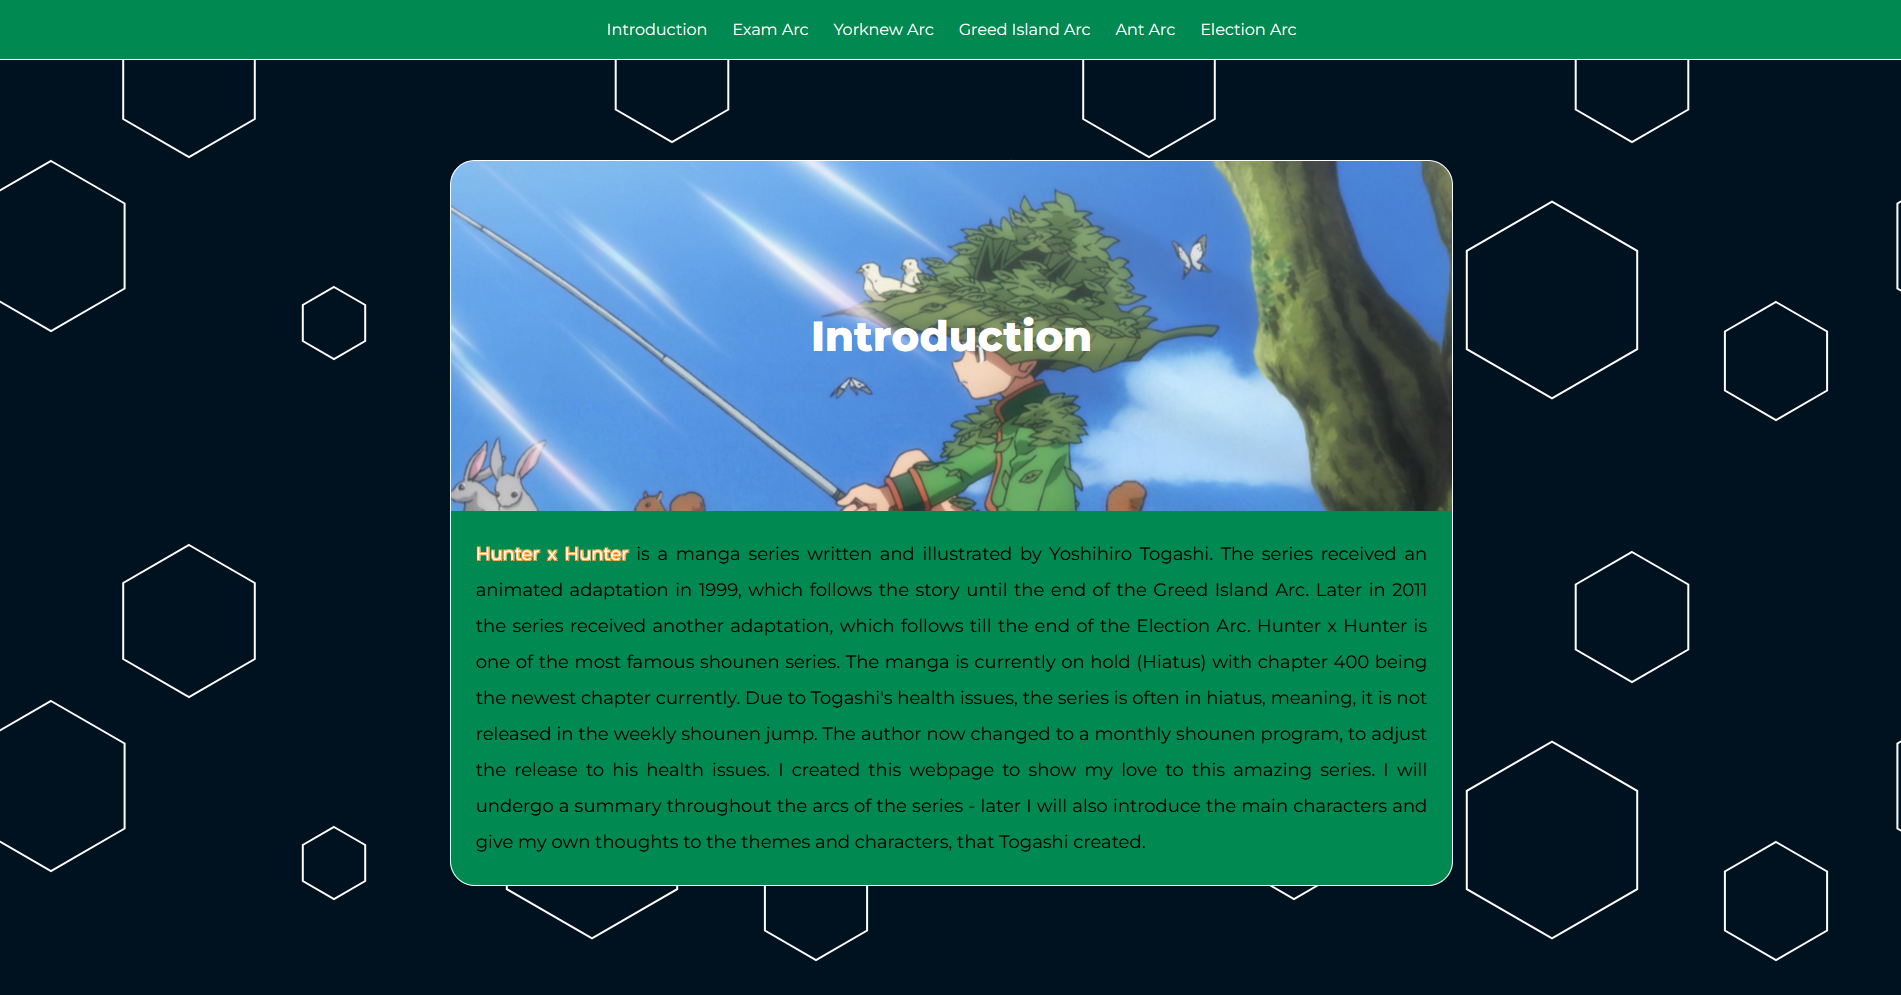 Introduction Exam Arc Yorknew Arc Greed Island Arc Ant Arc Election Arc
Introduction
Hunter x Hunter is a manga series written and illustrated by Yoshihiro Togashi. The series received an
animated adaptation in 1999, which follows the story until the end of the Greed Island Arc. Later in 2011
the series received another adaptation, which follows till the end of the Election Arc. Hunter x Hunter is
one of the most famous shounen series. The manga is currently on hold (Hiatus) with chapter 400 being
the newest chapter currently. Due to Togashi's health issues, the series is often in hiatus, meaning, it is not
released in the weekly shounen jump. The author now changed to a monthly shounen program, to adjust
the release to his health issues. I created this webpage to show my love to this amazing series. I will
undergo a summary throughout the arcs of the series - later I will also introduce the main characters and
give my own thoughts to the themes and characters, that Togashi created.